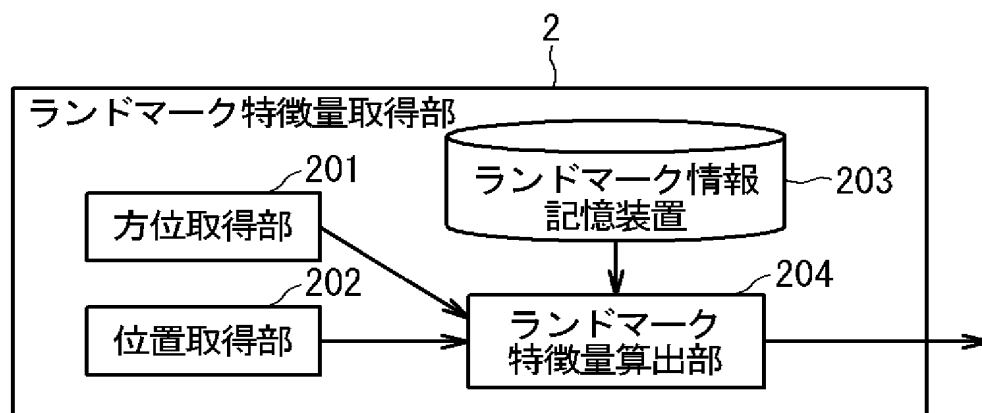 2
ランドマーク特徴量取得部
201
方位取得部
ランドマーク情報
記憶装置
203
202
位置取得部
204
ランドマーク
特徴量算出部